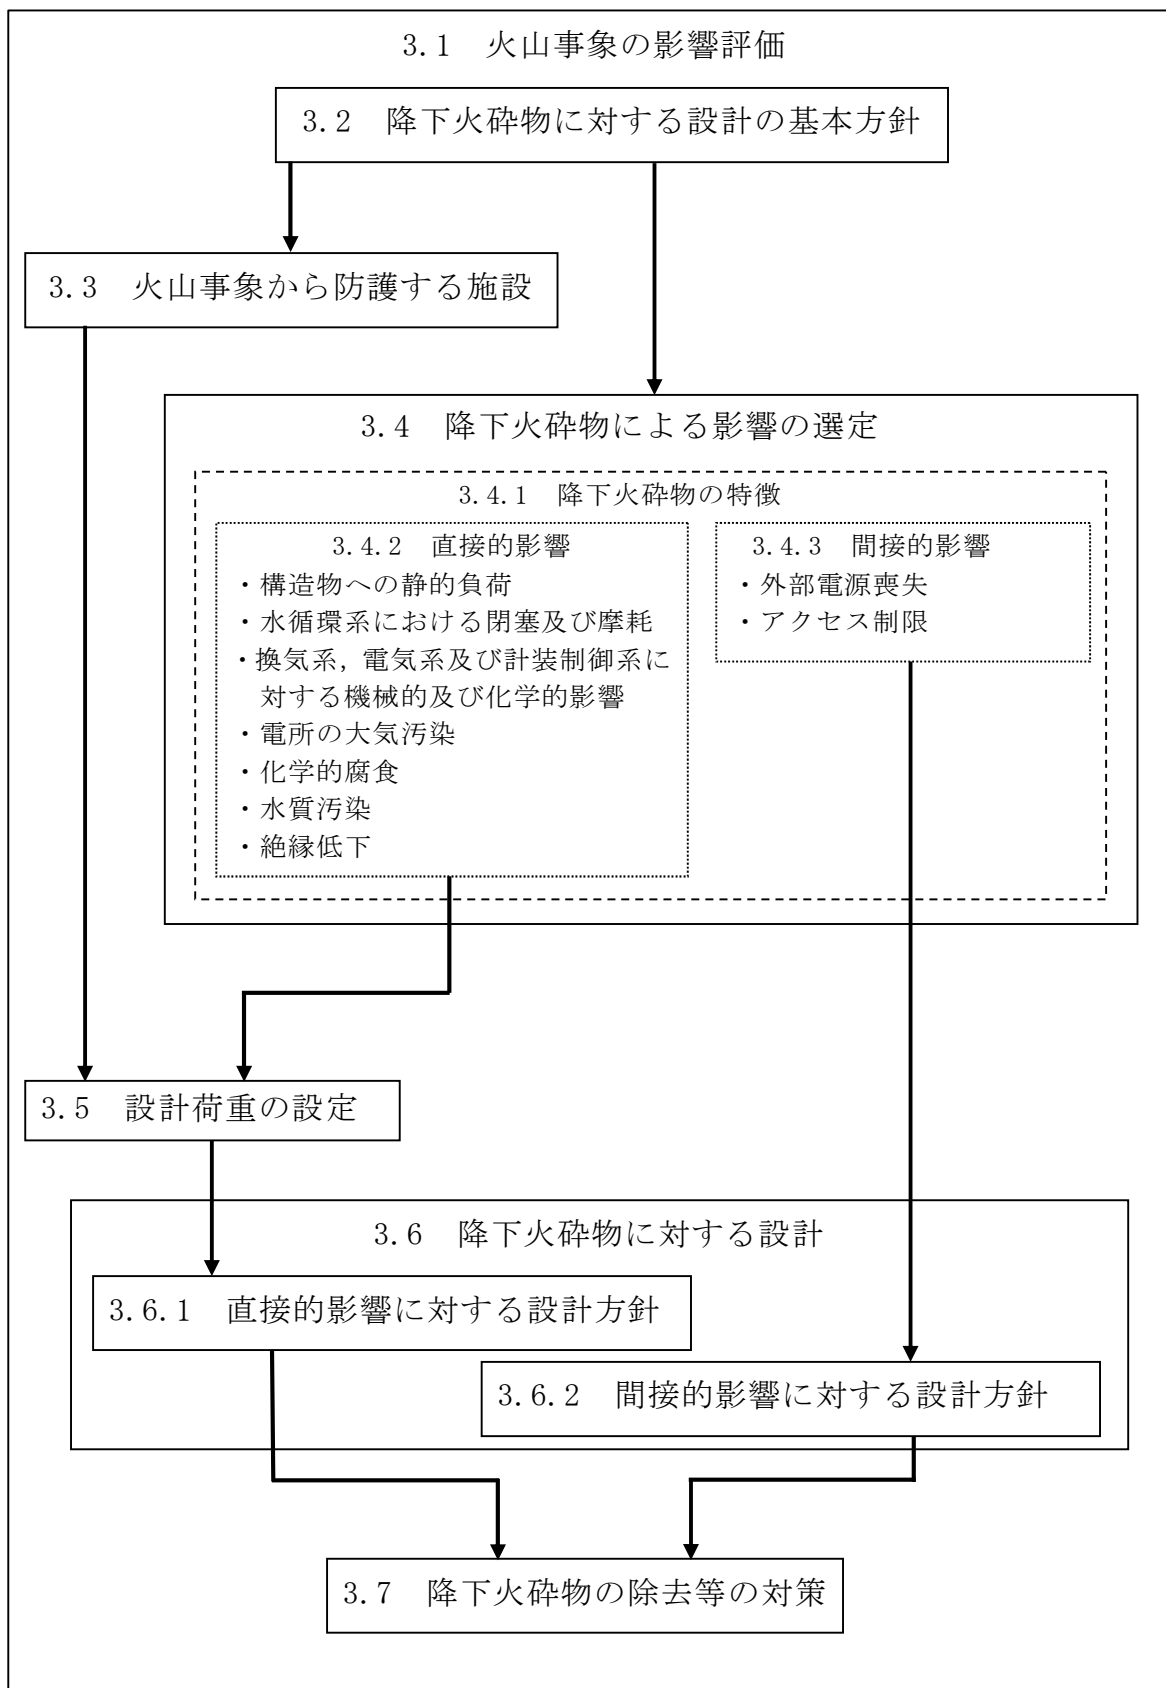 3.1　火山事象の影響評価
3.2　降下火砕物に対する設計の基本方針
3.3　火山事象から防護する施設
3.4　降下火砕物による影響の選定
3.4.1　降下火砕物の特徴
3.4.2　直接的影響
・構造物への静的負荷
・水循環系における閉塞及び摩耗
・換気系，電気系及び計装制御系に
対する機械的及び化学的影響
・電所の大気汚染
・化学的腐食
・水質汚染
・絶縁低下
3.4.3　間接的影響
・外部電源喪失
・アクセス制限
3.5　設計荷重の設定
3.6　降下火砕物に対する設計
3.6.1　直接的影響に対する設計方針
3.6.2　間接的影響に対する設計方針
3.7　降下火砕物の除去等の対策